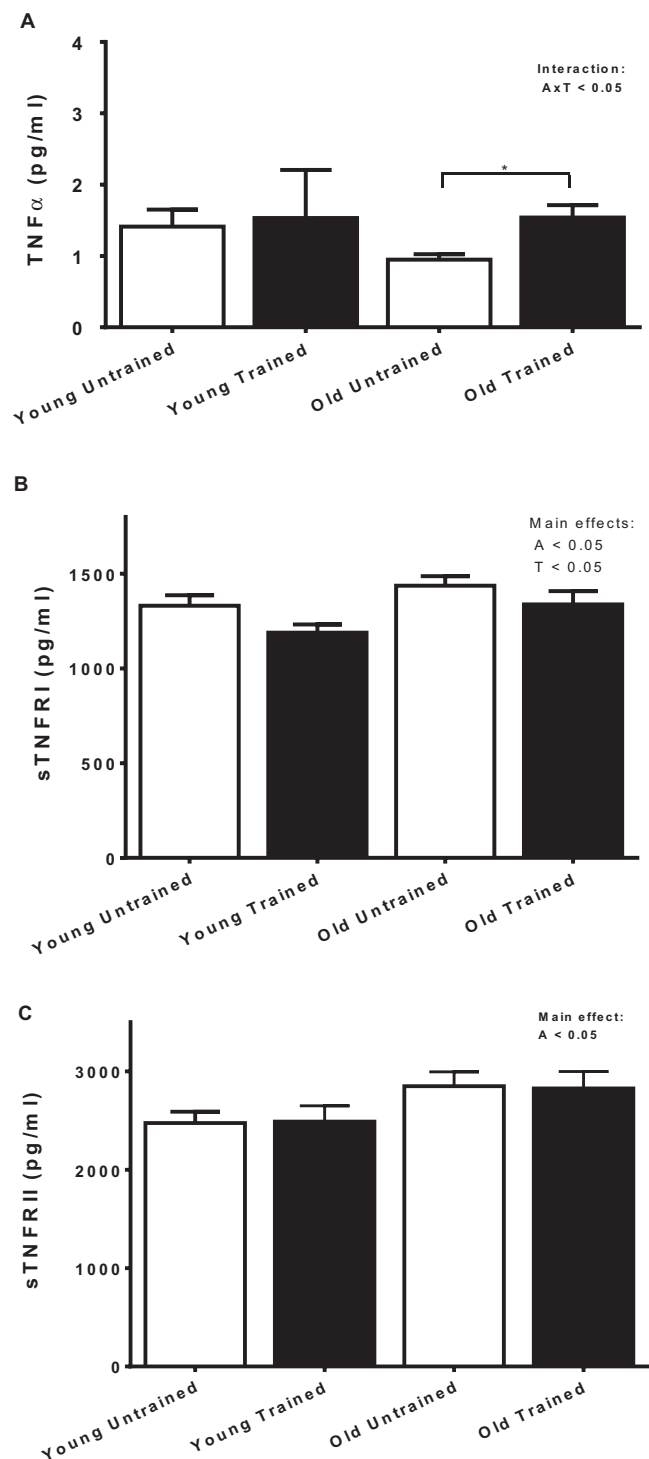 A
4
3
2
1
0
TNFα (pg/ml)
Interaction:
AxT < 0.05
*
Young Untrained
Young Trained
Old Untrained
Old Trained
B
1500
1000
500
0
sTNFRI (pg/ml)
Main effects:
A < 0.05
T < 0.05
Young Untrained
Young Trained
Old Untrained
Old Trained
C
3000
2000
1000
0
sTNFRII (pg/ml)
Main effect:
A < 0.05
Young Untrained
Young Trained
Old Untrained
Old Trained